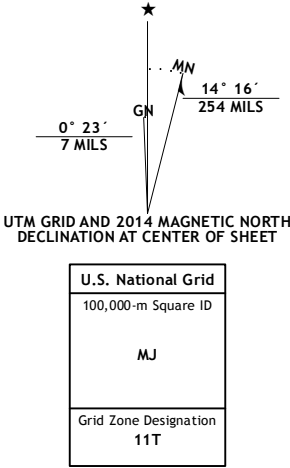 MN
14° 16´
254 MILS
GN
0° 23´
7 MILS
UTM GRID AND 2014 MAGNETIC NORTH
DECLINATION AT CENTER OF SHEET
U.S. National Grid
100,000-m Square ID
MJ
Grid Zone Designation
11T